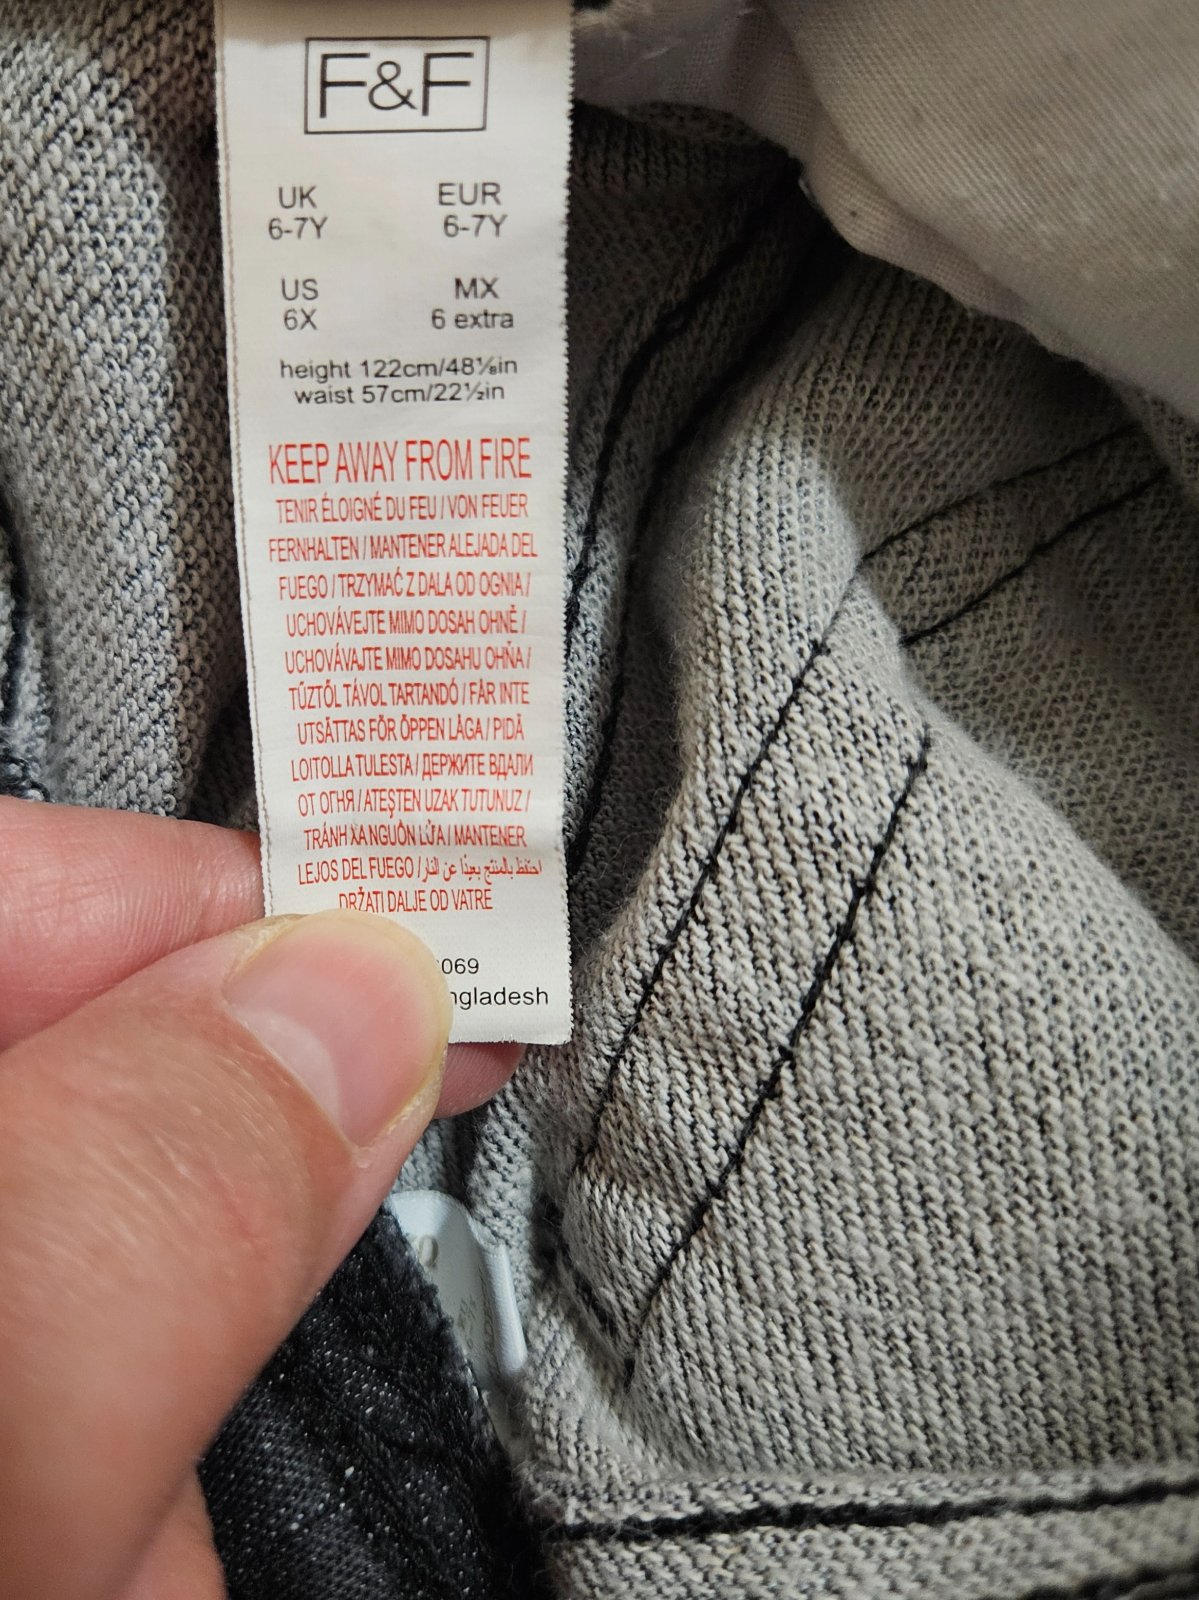 F&F
UK EUR
6-7Y 6-7Y
US MX
6X 6 extra
height 122cm/48⅛in
waist 57cm/22½in
KEEP AWAY FROM FIRE
TENIR ÉLOIGNÉ DU FEU / VON FEUER
FERNHALTEN / MANTENER ALEJADA DEL
FUEGO / TRZYMAĆ Z DALA OD OGNIA /
UCHOVÁVEJTE MIMO DOSAH OHNĚ /
UCHOVÁVAJTE MIMO DOSAHU OHŇA /
TŰZTŐL TÁVOL TARTANDÓ / FÅR INTE
UTSÄTTAS FÖR ÖPPEN LÅGA / PIDÄ
LOITOLLA TULESTA / ДЕРЖИТЕ ВДАЛИ
ОТ ОГНЯ / ATEŞTEN UZAK TUTUNUZ /
TRÁNH XA NGUỒN LỬA / MANTENER
LEJOS DEL FUEGO / احتفظ بالمنتج بعيدًا عن النار
DRŽATI DALJE OD VATRE
069
ngladesh